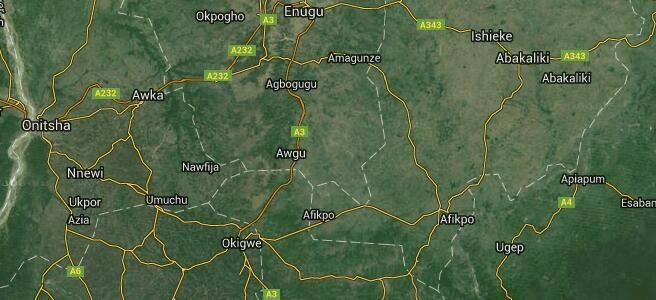 Enugu
Okpogho
A3
A343
Ishieke
A232
Amagunze
Abakaliki
A343
A232
Abakaliki
Agbogugu
A232
Awka
Onitsha
A3
Awgu
Nawfija
Nnewi
Apiapum
Ukpor
Umuchu
A4
Esaban
Azia
Afikpo
Afikpo
Okigwe
Ugep
A6
A3